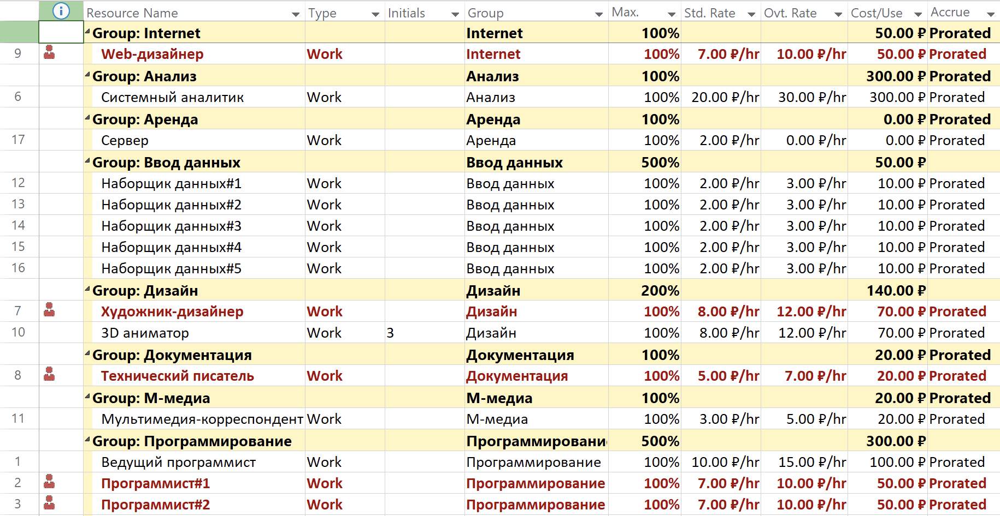 Resource Name Type Initials Group Max. Std. Rate Ovt. Rate Cost/Use Accrue
Group: Internet Internet 100% 50.00 ₽ Prorated
9 Web-дизайнер Work Internet 100% 7.00 ₽/hr 10.00 ₽/hr 50.00 ₽ Prorated
Group: Анализ Анализ 100% 300.00 ₽ Prorated
6 Системный аналитик Work Анализ 100% 20.00 ₽/hr 30.00 ₽/hr 300.00 ₽ Prorated
Group: Аренда Аренда 100% 0.00 ₽ Prorated
17 Сервер Work Аренда 100% 2.00 ₽/hr 0.00 ₽/hr 0.00 ₽ Prorated
Group: Ввод данных Ввод данных 500% 50.00 ₽
12 Наборщик данных#1 Work Ввод данных 100% 2.00 ₽/hr 3.00 ₽/hr 10.00 ₽ Prorated
13 Наборщик данных#2 Work Ввод данных 100% 2.00 ₽/hr 3.00 ₽/hr 10.00 ₽ Prorated
14 Наборщик данных#3 Work Ввод данных 100% 2.00 ₽/hr 3.00 ₽/hr 10.00 ₽ Prorated
15 Наборщик данных#4 Work Ввод данных 100% 2.00 ₽/hr 3.00 ₽/hr 10.00 ₽ Prorated
16 Наборщик данных#5 Work Ввод данных 100% 2.00 ₽/hr 3.00 ₽/hr 10.00 ₽ Prorated
Group: Дизайн Дизайн 200% 140.00 ₽
7 Художник-дизайнер Work Дизайн 100% 8.00 ₽/hr 12.00 ₽/hr 70.00 ₽ Prorated
10 3D аниматор Work 3 Дизайн 100% 8.00 ₽/hr 12.00 ₽/hr 70.00 ₽ Prorated
Group: Документация Документация 100% 20.00 ₽ Prorated
8 Технический писатель Work Документация 100% 5.00 ₽/hr 7.00 ₽/hr 20.00 ₽ Prorated
Group: М-медиа М-медиа 100% 20.00 ₽ Prorated
11 Мультимедия-корреспондент Work М-медиа 100% 3.00 ₽/hr 5.00 ₽/hr 20.00 ₽ Prorated
Group: Программирование Программировани 500% 300.00 ₽
1 Ведущий программист Work Программирование 100% 10.00 ₽/hr 15.00 ₽/hr 100.00 ₽ Prorated
2 Программист#1 Work Программирование 100% 7.00 ₽/hr 10.00 ₽/hr 50.00 ₽ Prorated
3 Программист#2 Work Программирование 100% 7.00 ₽/hr 10.00 ₽/hr 50.00 ₽ Prorated